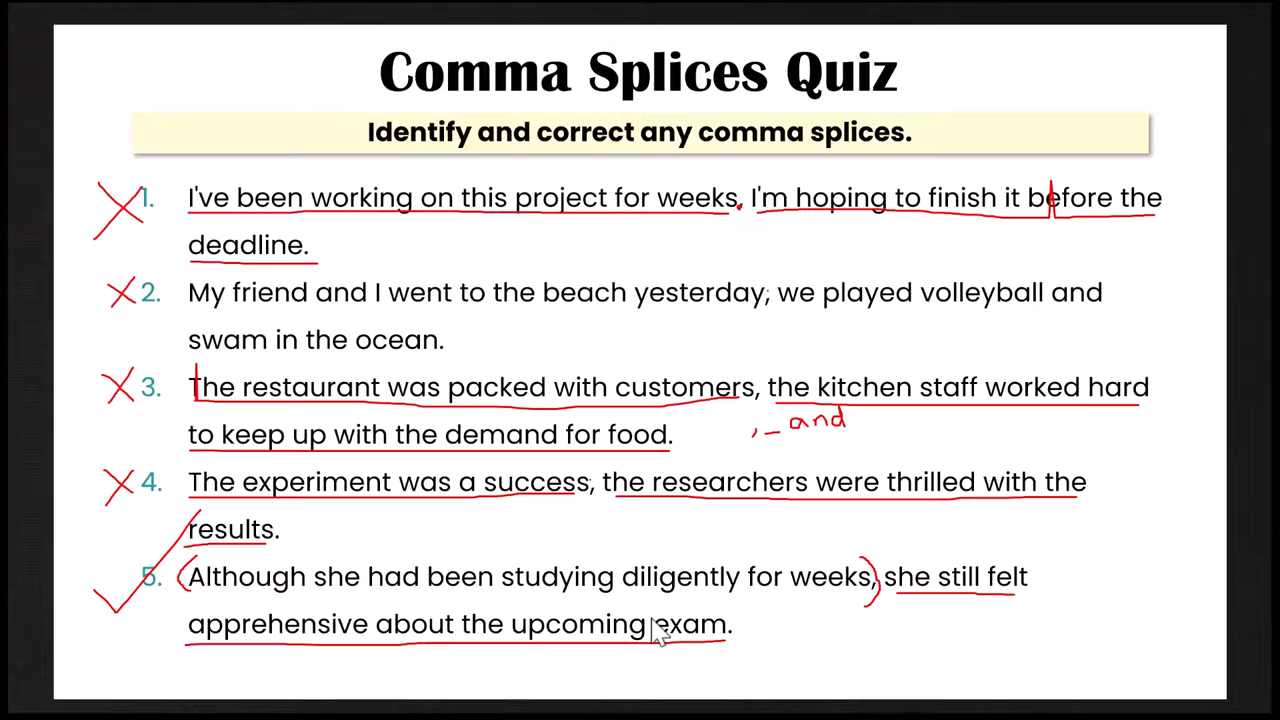 Comma Splices Quiz
Identify and correct any comma splices.
1. I've been working on this project for weeks. I'm hoping to finish it before the
deadline.
2. My friend and I went to the beach yesterday; we played volleyball and
swam in the ocean.
3. The restaurant was packed with customers, the kitchen staff worked hard
, _ and
to keep up with the demand for food.
4. The experiment was a success, the researchers were thrilled with the
results.
5. Although she had been studying diligently for weeks, she still felt
apprehensive about the upcoming exam.